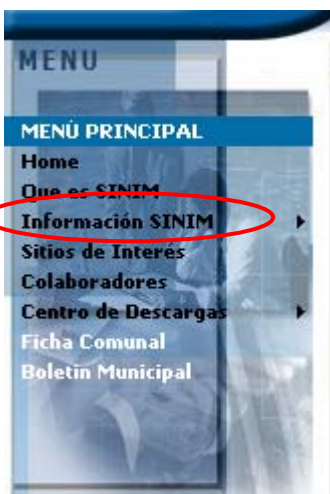 MENU
MENÚ PRINCIPAL
Home
Que es SINIM
Información SINIM
Sitios de Interés
Colaboradores
Centro de Descargas
Ficha Comunal
Boletin Municipal